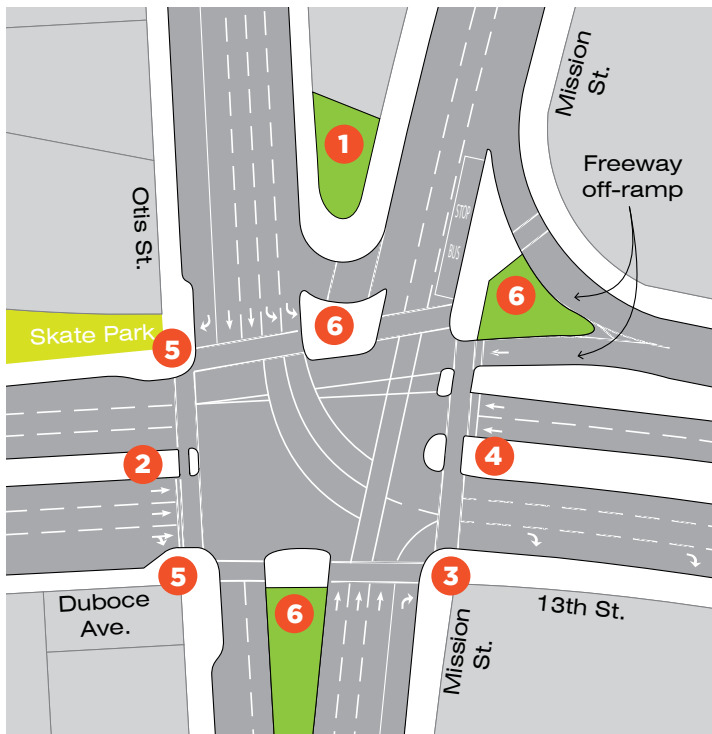 Mission
St.
1
Freeway
off-ramp
Otis St.
STOP
BUS
6
6
Skate Park
5
2
4
5
3
Duboce
Ave.
6
13th St.
Mission
St.